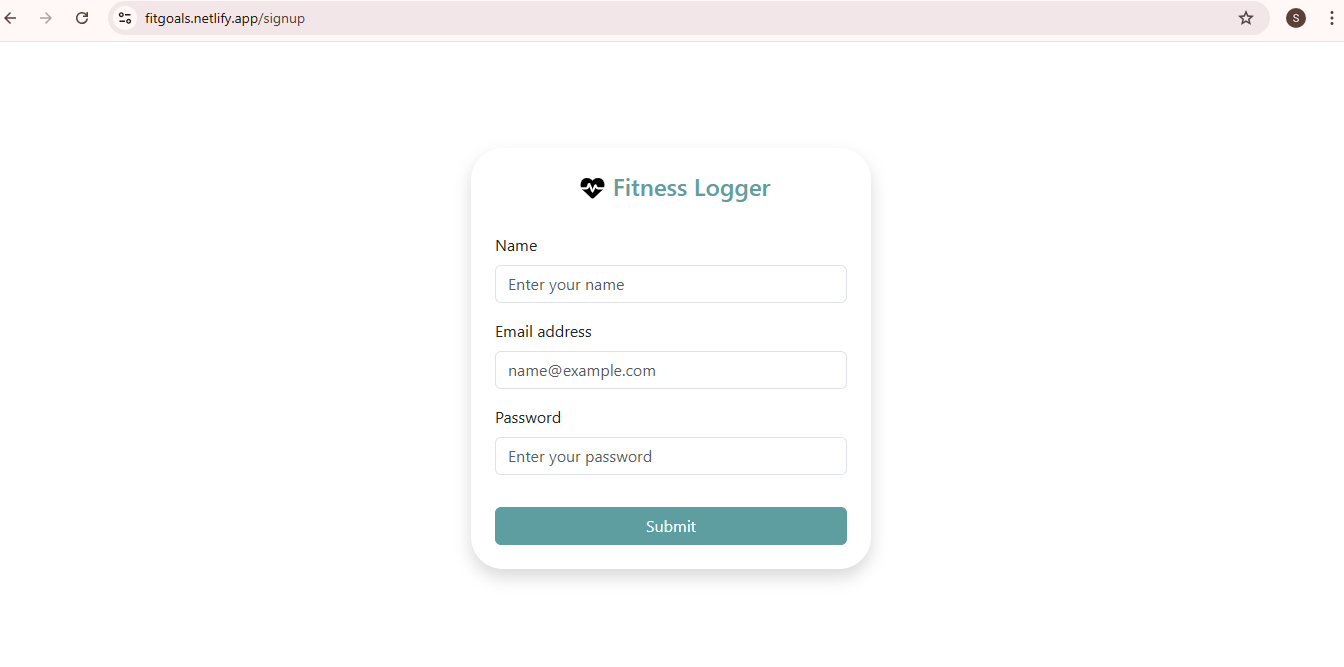 fitgoals.netlify.app/signup
S
Fitness Logger
Name
Enter your name
Email address
name@example.com
Password
Enter your password
Submit